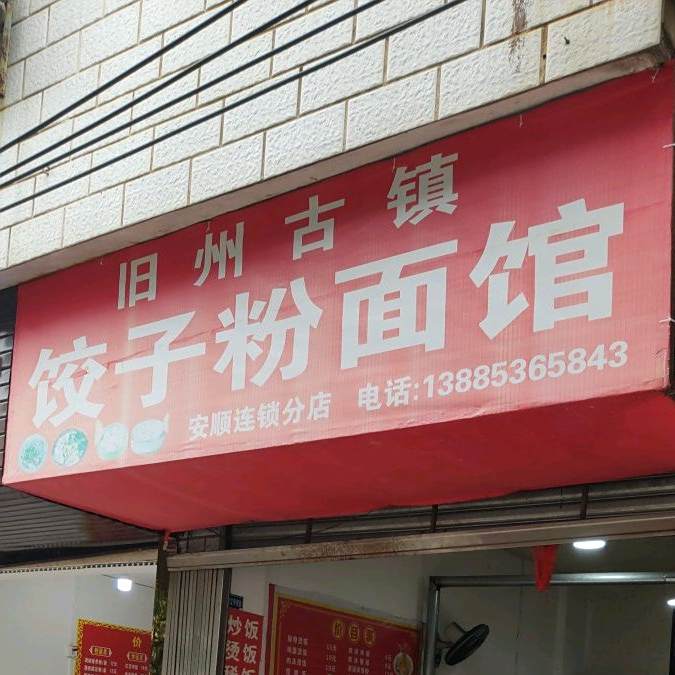 旧州古镇
饺子粉面馆
安顺连锁分店 电话:13885365843
价
价目表
炒饭
烫饭